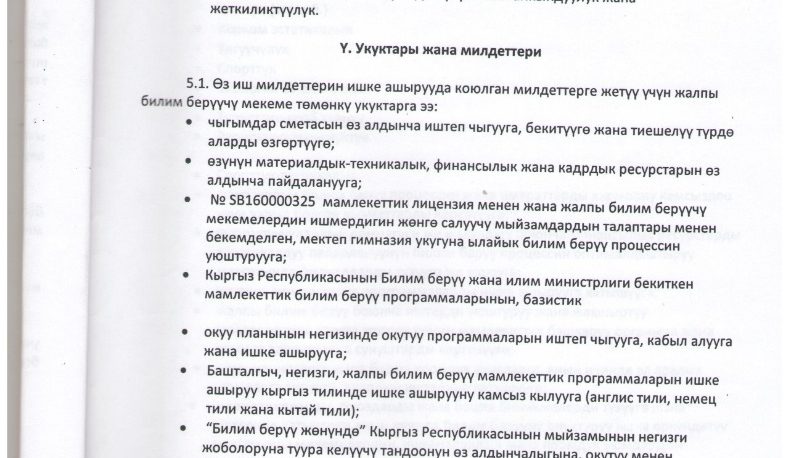 жеткиликтүүлүк.
Ү. Укуктары жана милдеттери
5.1. Өз иш милдеттерин ишке ашырууда коюлган милдеттерге жетүү үчүн жалпы
билим берүүчү мекеме төмөнкү укуктарга ээ:
• чыгымдар сметасын өз алдынча иштеп чыгууга, бекитүүгө жана тиешелүү түрдө
аларды өзгөртүүгө;
• өзүнүн материалдык-техникалык, финансылык жана кадрдык ресурстарын өз
алдынча пайдаланууга;
• № SB160000325 мамлекеттик лицензия менен жана жалпы билим берүүчү
мекемелердин ишмердигин жөнгө салуучу мыйзамдардын талаптары менен
бекемделген, мектеп гимназия укугуна ылайык билим берүү процессин
уюштурууга;
• Кыргыз Республикасынын Билим берүү жана илим министрлиги бекиткен
мамлекеттик билим берүү программаларынын, базистик
• окуу планынын негизинде окутуу программаларын иштеп чыгууга, кабыл алууга
жана ишке ашырууга;
• Башталгыч, негизги, жалпы билим берүү мамлекеттик программаларын ишке
ашыруу кыргыз тилинде ишке ашырууну камсыз кылууга (англис тили, немец
тили жана кытай тили);
• “Билим берүү жөнүндө” Кыргыз Республикасынын мыйзамынын негизги
жоболоруна туура келүүчү тандоонун өз алдынчалыгына, окутуу менен